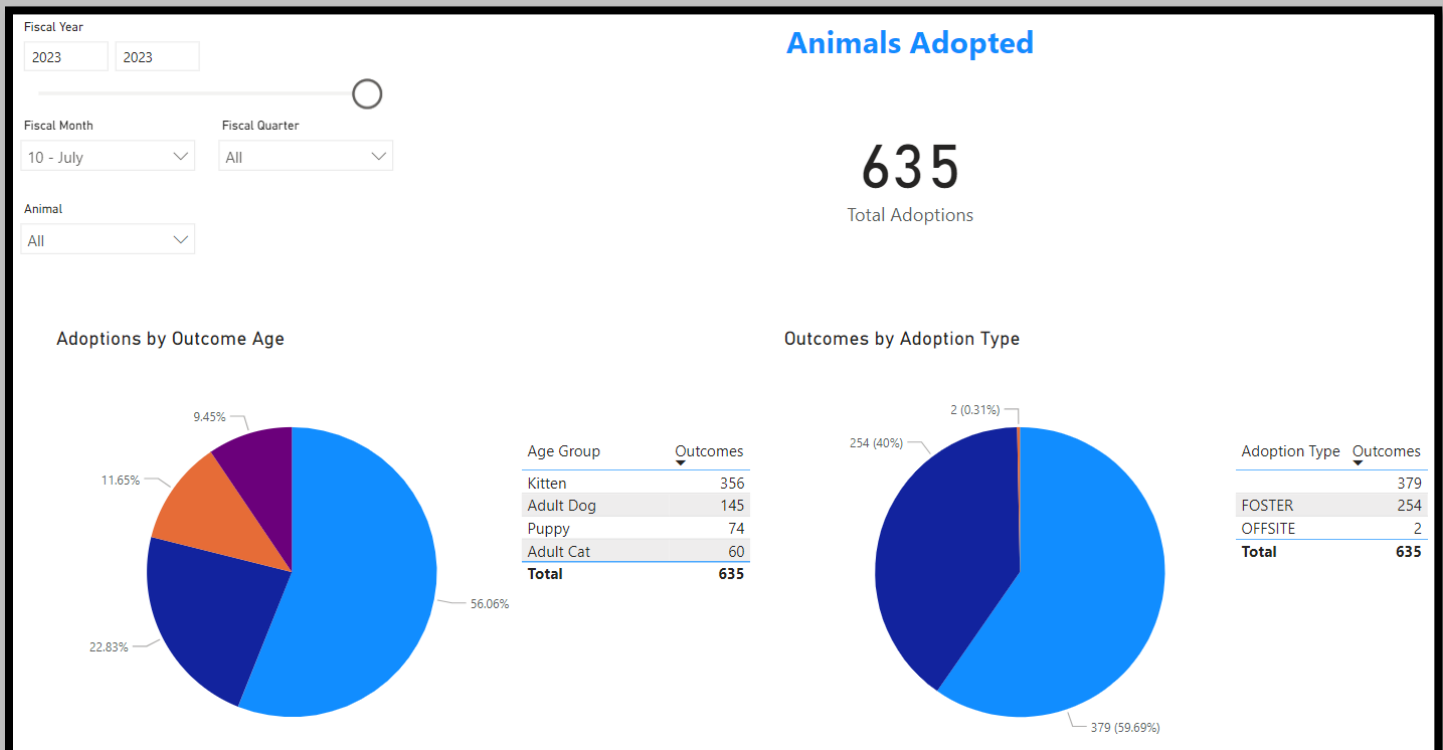 Fiscal Year
2023 2023
Animals Adopted
Fiscal Month Fiscal Quarter
10 - July All
635
Total Adoptions
Animal
All
Adoptions by Outcome Age
9.45%
11.65%
22.83%
56.06%
Age Group Outcomes
Kitten 356
Adult Dog 145
Puppy 74
Adult Cat 60
Total 635
Outcomes by Adoption Type
2 (0.31%)
254 (40%)
379 (59.69%)
Adoption Type Outcomes
379
FOSTER 254
OFFSITE 2
Total 635